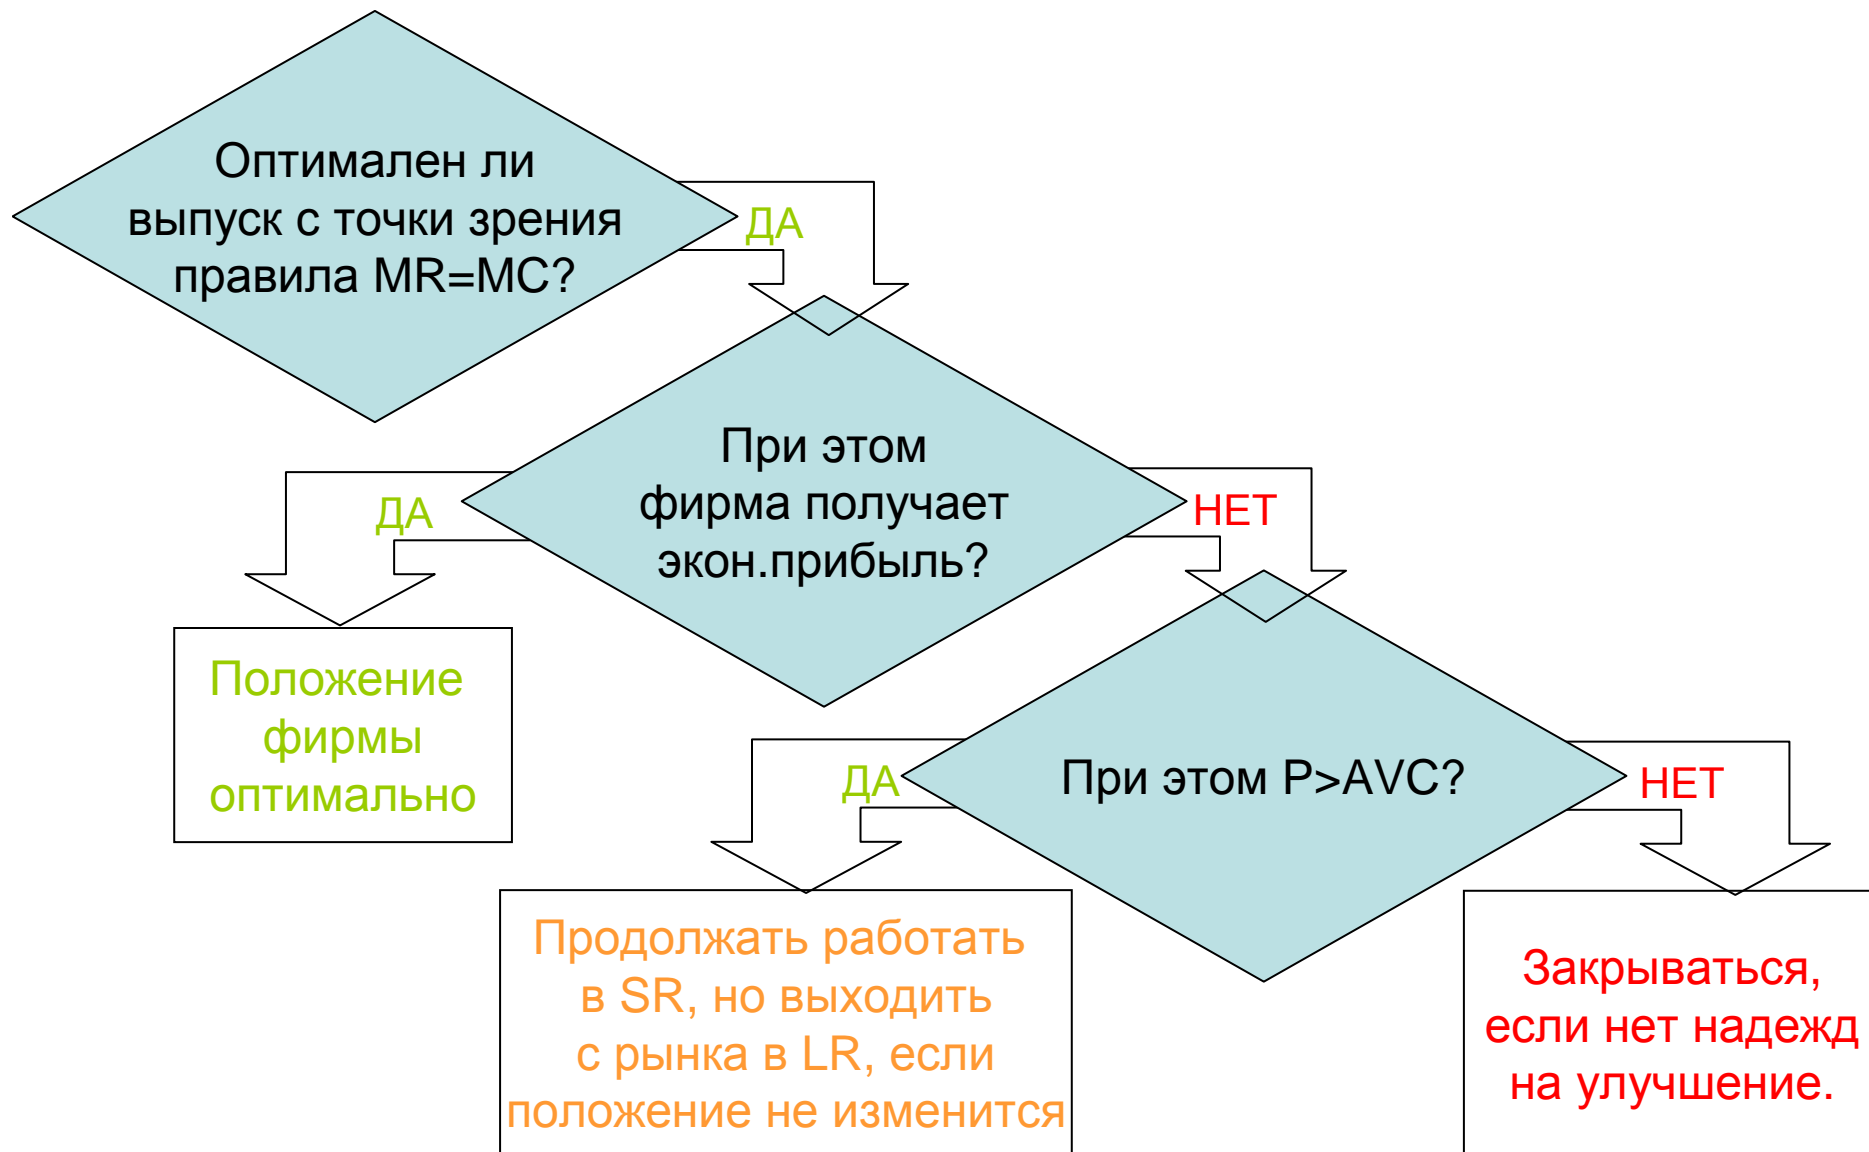 Оптимален ли
выпуск с точки зрения
правила MR=MC?
ДА
При этом
фирма получает
экон.прибыль?
ДА
НЕТ
Положение
фирмы
оптимально
При этом P>AVC?
ДА
НЕТ
Продолжать работать
в SR, но выходить
с рынка в LR, если
положение не изменится
Закрываться,
если нет надежд
на улучшение.